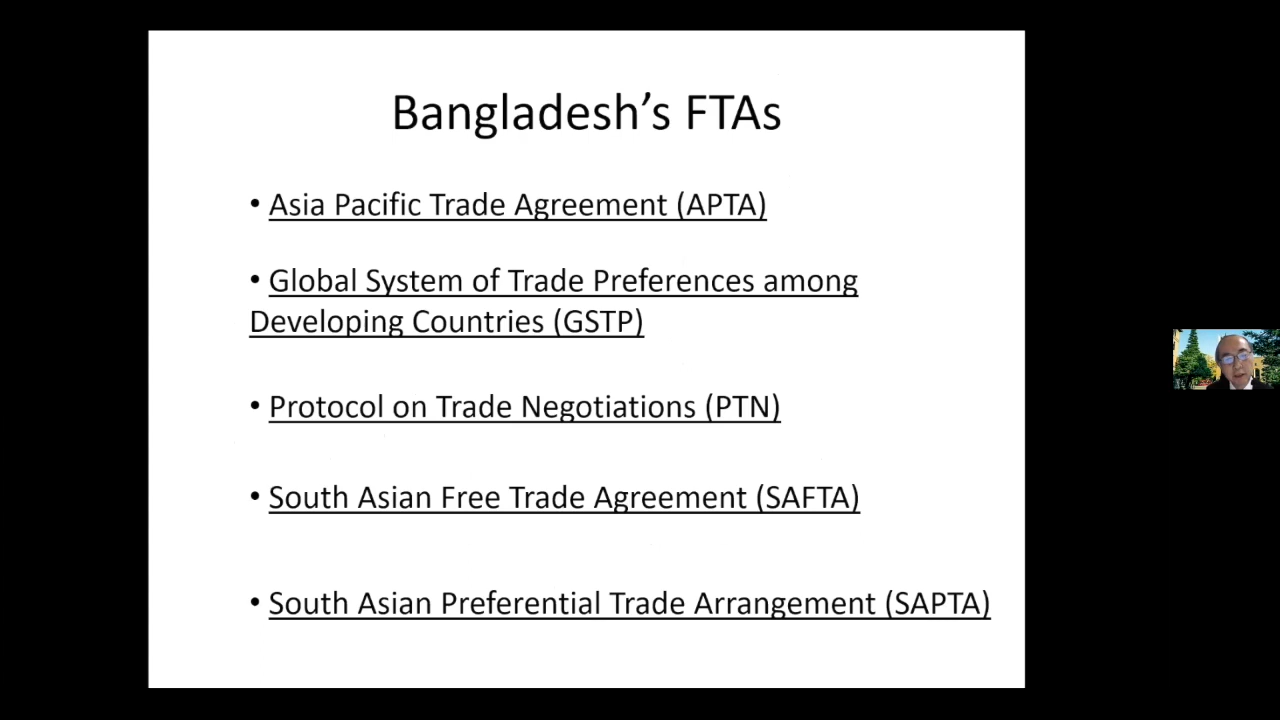 Bangladesh’s FTAs
• Asia Pacific Trade Agreement (APTA)
• Global System of Trade Preferences among
Developing Countries (GSTP)
• Protocol on Trade Negotiations (PTN)
• South Asian Free Trade Agreement (SAFTA)
• South Asian Preferential Trade Arrangement (SAPTA)